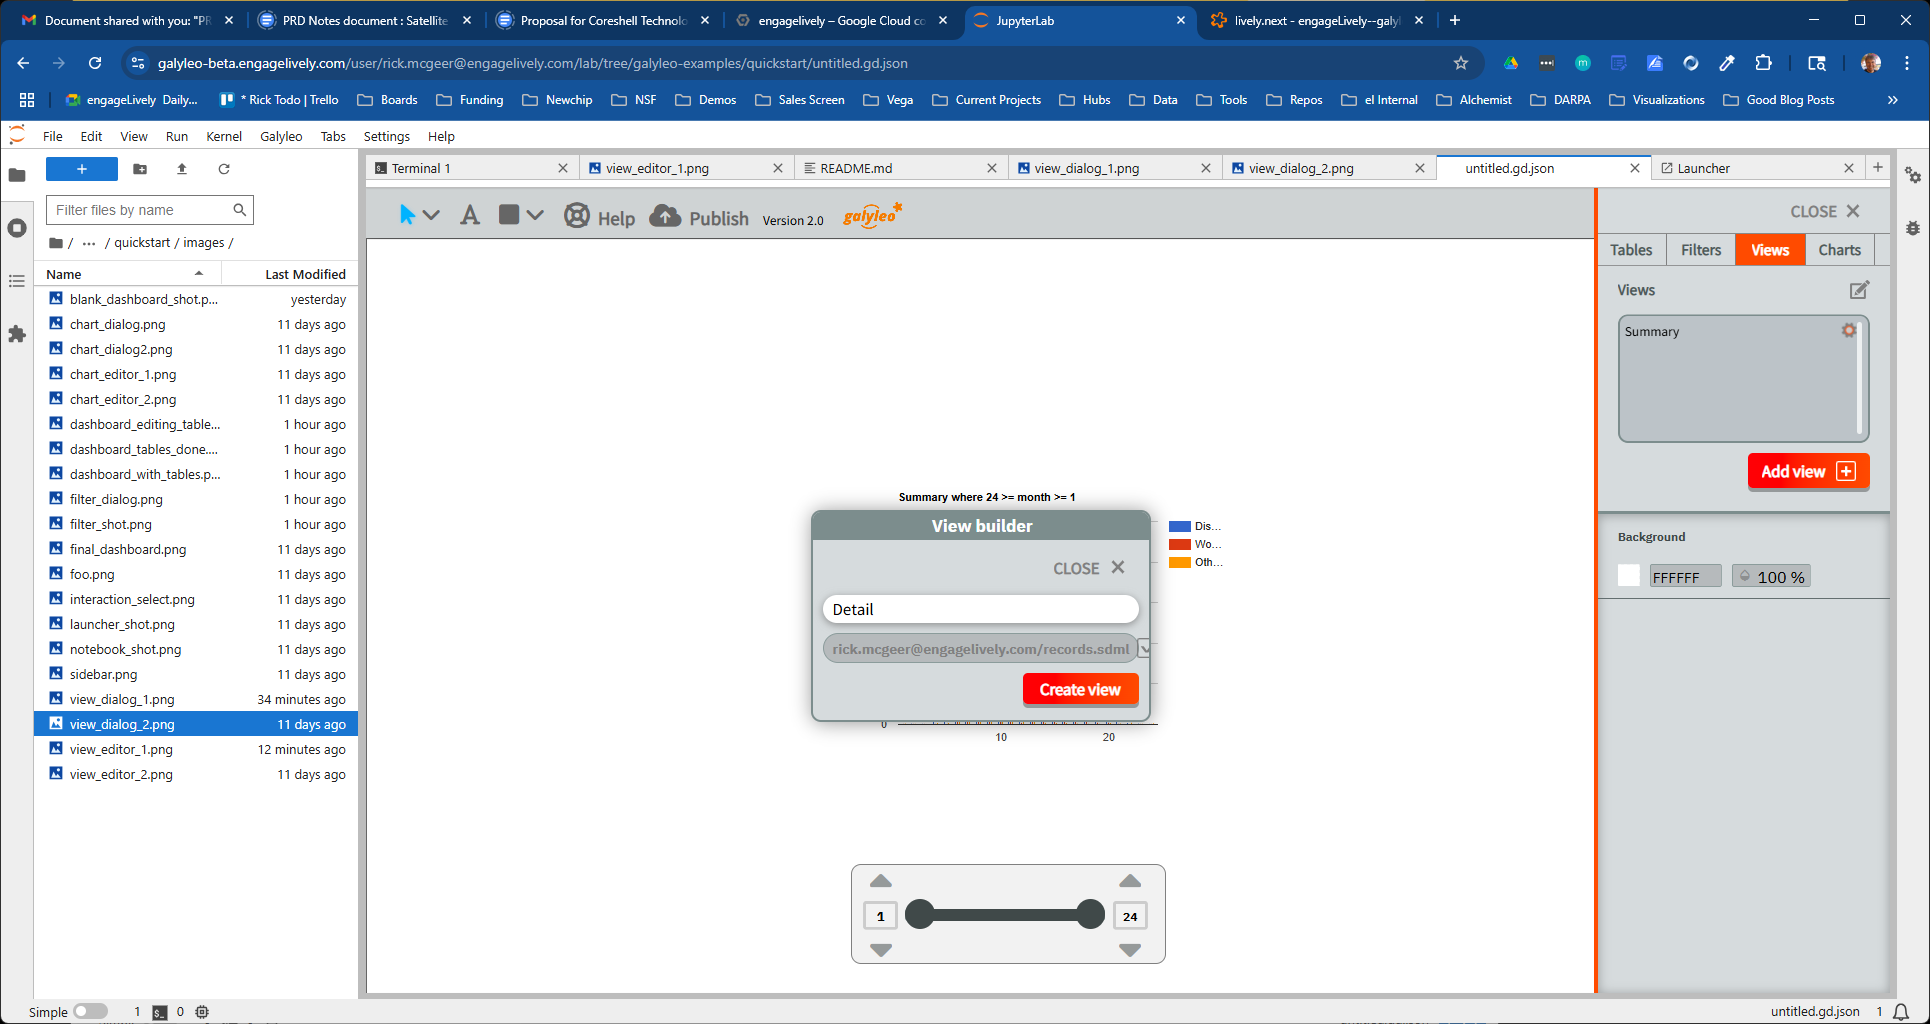 Document shared with you: "PR
PRD Notes document : Satellite
Proposal for Coreshell Technolo
engagelively – Google Cloud co
JupyterLab
lively.next - engageLively--galyl
galyleo-beta.engagelively.com/user/rick.mcgeer@engagelively.com/lab/tree/galyleo-examples/quickstart/untitled.gd.json
engageLively Daily...
* Rick Todo | Trello
Boards
Funding
Newchip
NSF
Demos
Sales Screen
Vega
Current Projects
Hubs
Data
Tools
Repos
el Internal
Alchemist
DARPA
Visualizations
Good Blog Posts
File Edit View Run Kernel Galyleo Tabs Settings Help
Terminal 1
view_editor_1.png
README.md
view_dialog_1.png
view_dialog_2.png
untitled.gd.json
Launcher
Filter files by name
/ ... / quickstart / images /
Name Last Modified
blank_dashboard_shot.p... yesterday
chart_dialog.png 11 days ago
chart_dialog2.png 11 days ago
chart_editor_1.png 11 days ago
chart_editor_2.png 11 days ago
dashboard_editing_table... 1 hour ago
dashboard_tables_done.... 1 hour ago
dashboard_with_tables.p... 1 hour ago
filter_dialog.png 1 hour ago
filter_shot.png 1 hour ago
final_dashboard.png 11 days ago
foo.png 11 days ago
interaction_select.png 11 days ago
launcher_shot.png 11 days ago
notebook_shot.png 11 days ago
sidebar.png 11 days ago
view_dialog_1.png 34 minutes ago
view_dialog_2.png 11 days ago
view_editor_1.png 12 minutes ago
view_editor_2.png 11 days ago
A
Help
Publish
Version 2.0
galyleo
Summary where 24 >= month >= 1
Dis...
Wo...
Oth...
View builder
CLOSE
Detail
rick.mcgeer@engagelively.com/records.sdml
Create view
0
10 20
1
24
CLOSE
Tables Filters Views Charts
Views
Summary
Add view
Background
FFFFFF
100 %
Simple
1
0
untitled.gd.json
1